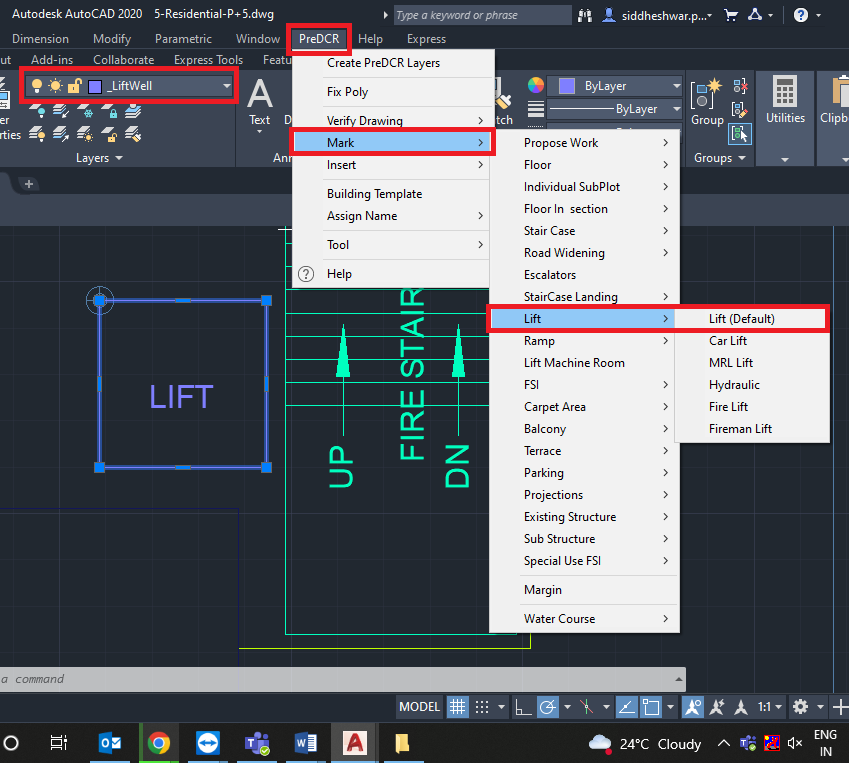 Autodesk AutoCAD 2020 5-Residential-P+5.dwg
Type a keyword or phrase
siddheshwar.p...
Dimension Modify Parametric Window PreDCR Help Express
ut Add-ins Collaborate Express Tools Featu
_LiftWell
er
rties
Layers
Text
D
Ann
Create PreDCR Layers
Fix Poly
Verify Drawing
Mark
Insert
Building Template
Assign Name
Tool
Help
tch
ByLayer
ByLayer
Group
Groups
Utilities
Clipb
Propose Work
Floor
Individual SubPlot
Floor In section
Stair Case
Road Widening
Escalators
StairCase Landing
Lift
Ramp
Lift Machine Room
FSI
Carpet Area
Balcony
Terrace
Parking
Projections
Existing Structure
Sub Structure
Special Use FSI
Margin
Water Course
Lift (Default)
Car Lift
MRL Lift
Hydraulic
Fire Lift
Fireman Lift
LIFT
UP
FIRE STAIR
DN
a command
MODEL
1:1
24°C Cloudy
ENG
IN